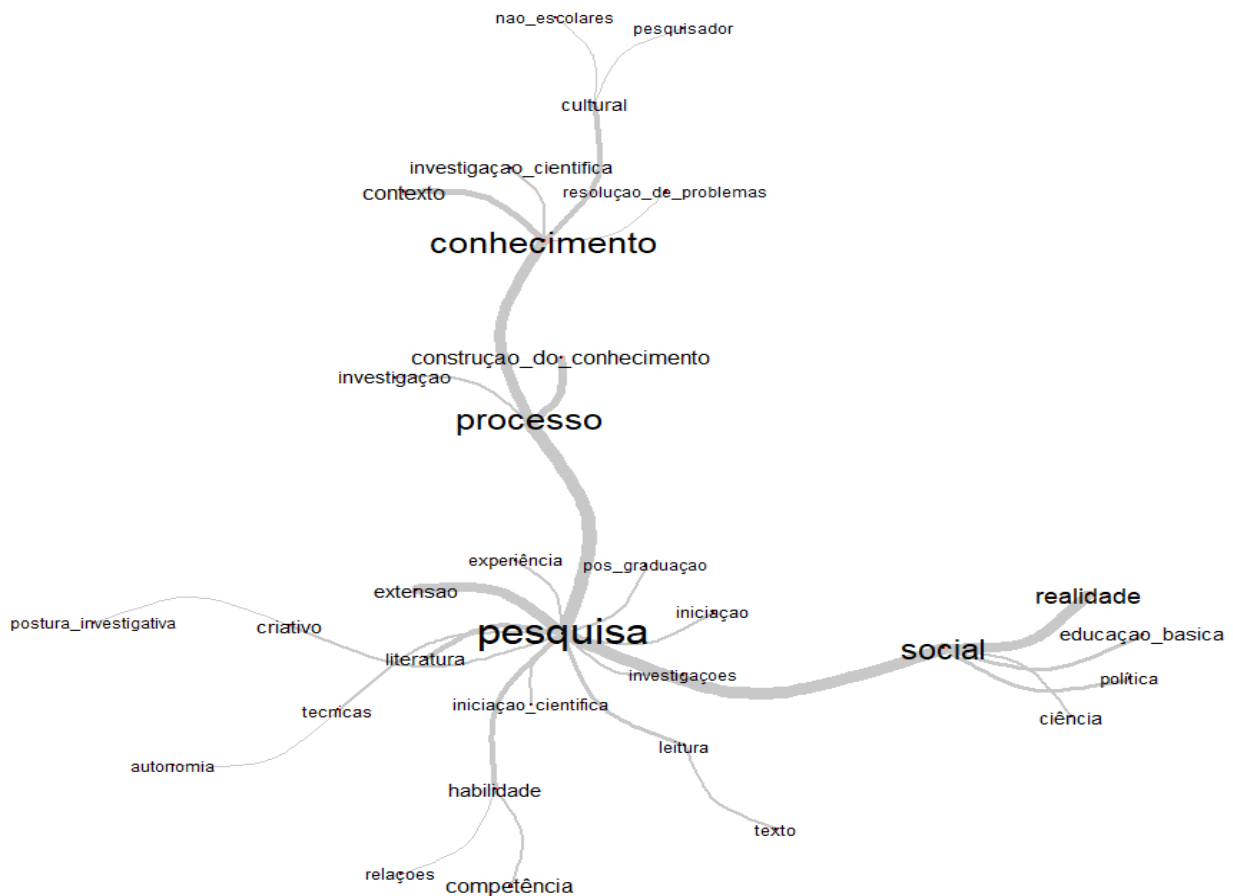 nao_escolares
pesquisador
cultural
investigaçao_cientifica
contexto
resoluçao_de_problemas
conhecimento
construçao_do_conhecimento
investigaçao
processo
experiência
pos_graduaçao
extensao
iniciaçao
realidade
postura_investigativa
criativo
pesquisa
educaçao_basica
literatura
social
investigaçoes
política
tecnicas
iniciaçao_cientifica
ciência
leitura
autonomia
habilidade
texto
relaçoes
competência